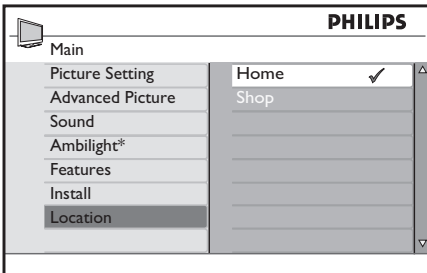 PHILIPS
Main
Picture Setting
Advanced Picture
Sound
Ambilight*
Features
Install
Location
Home ✓
Shop